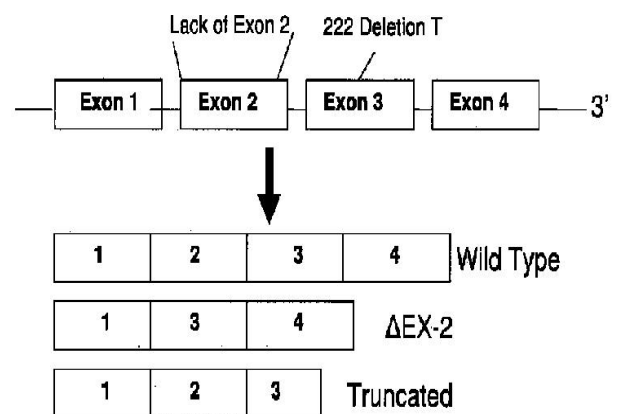 Lack of Exon 2 222 Deletion T
Exon 1 Exon 2 Exon 3 Exon 4 3'
1 2 3 4 Wild Type
1 3 4 ΔEX-2
1 2 3 Truncated